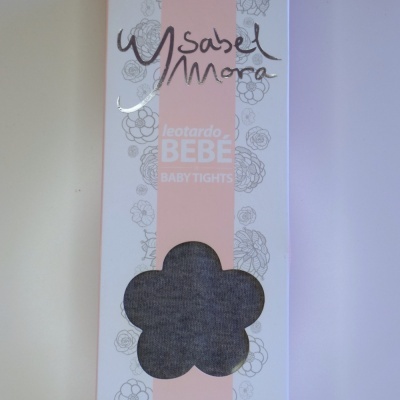 Ysabel
Mora
leotardo
BEBÉ
BABY TIGHTS